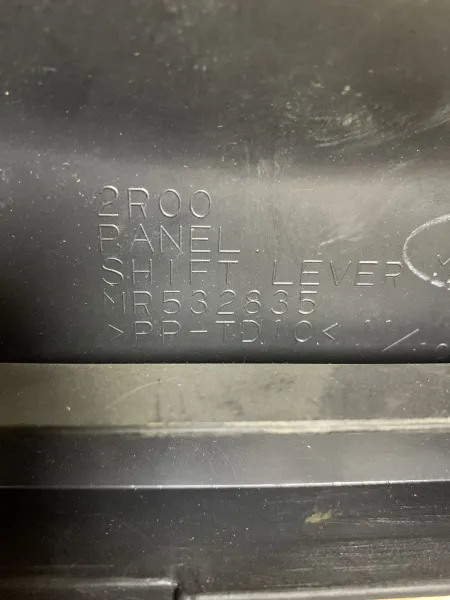 2R00
PANEL
SHIFT LEVER
MR532835
>PP-TD10<